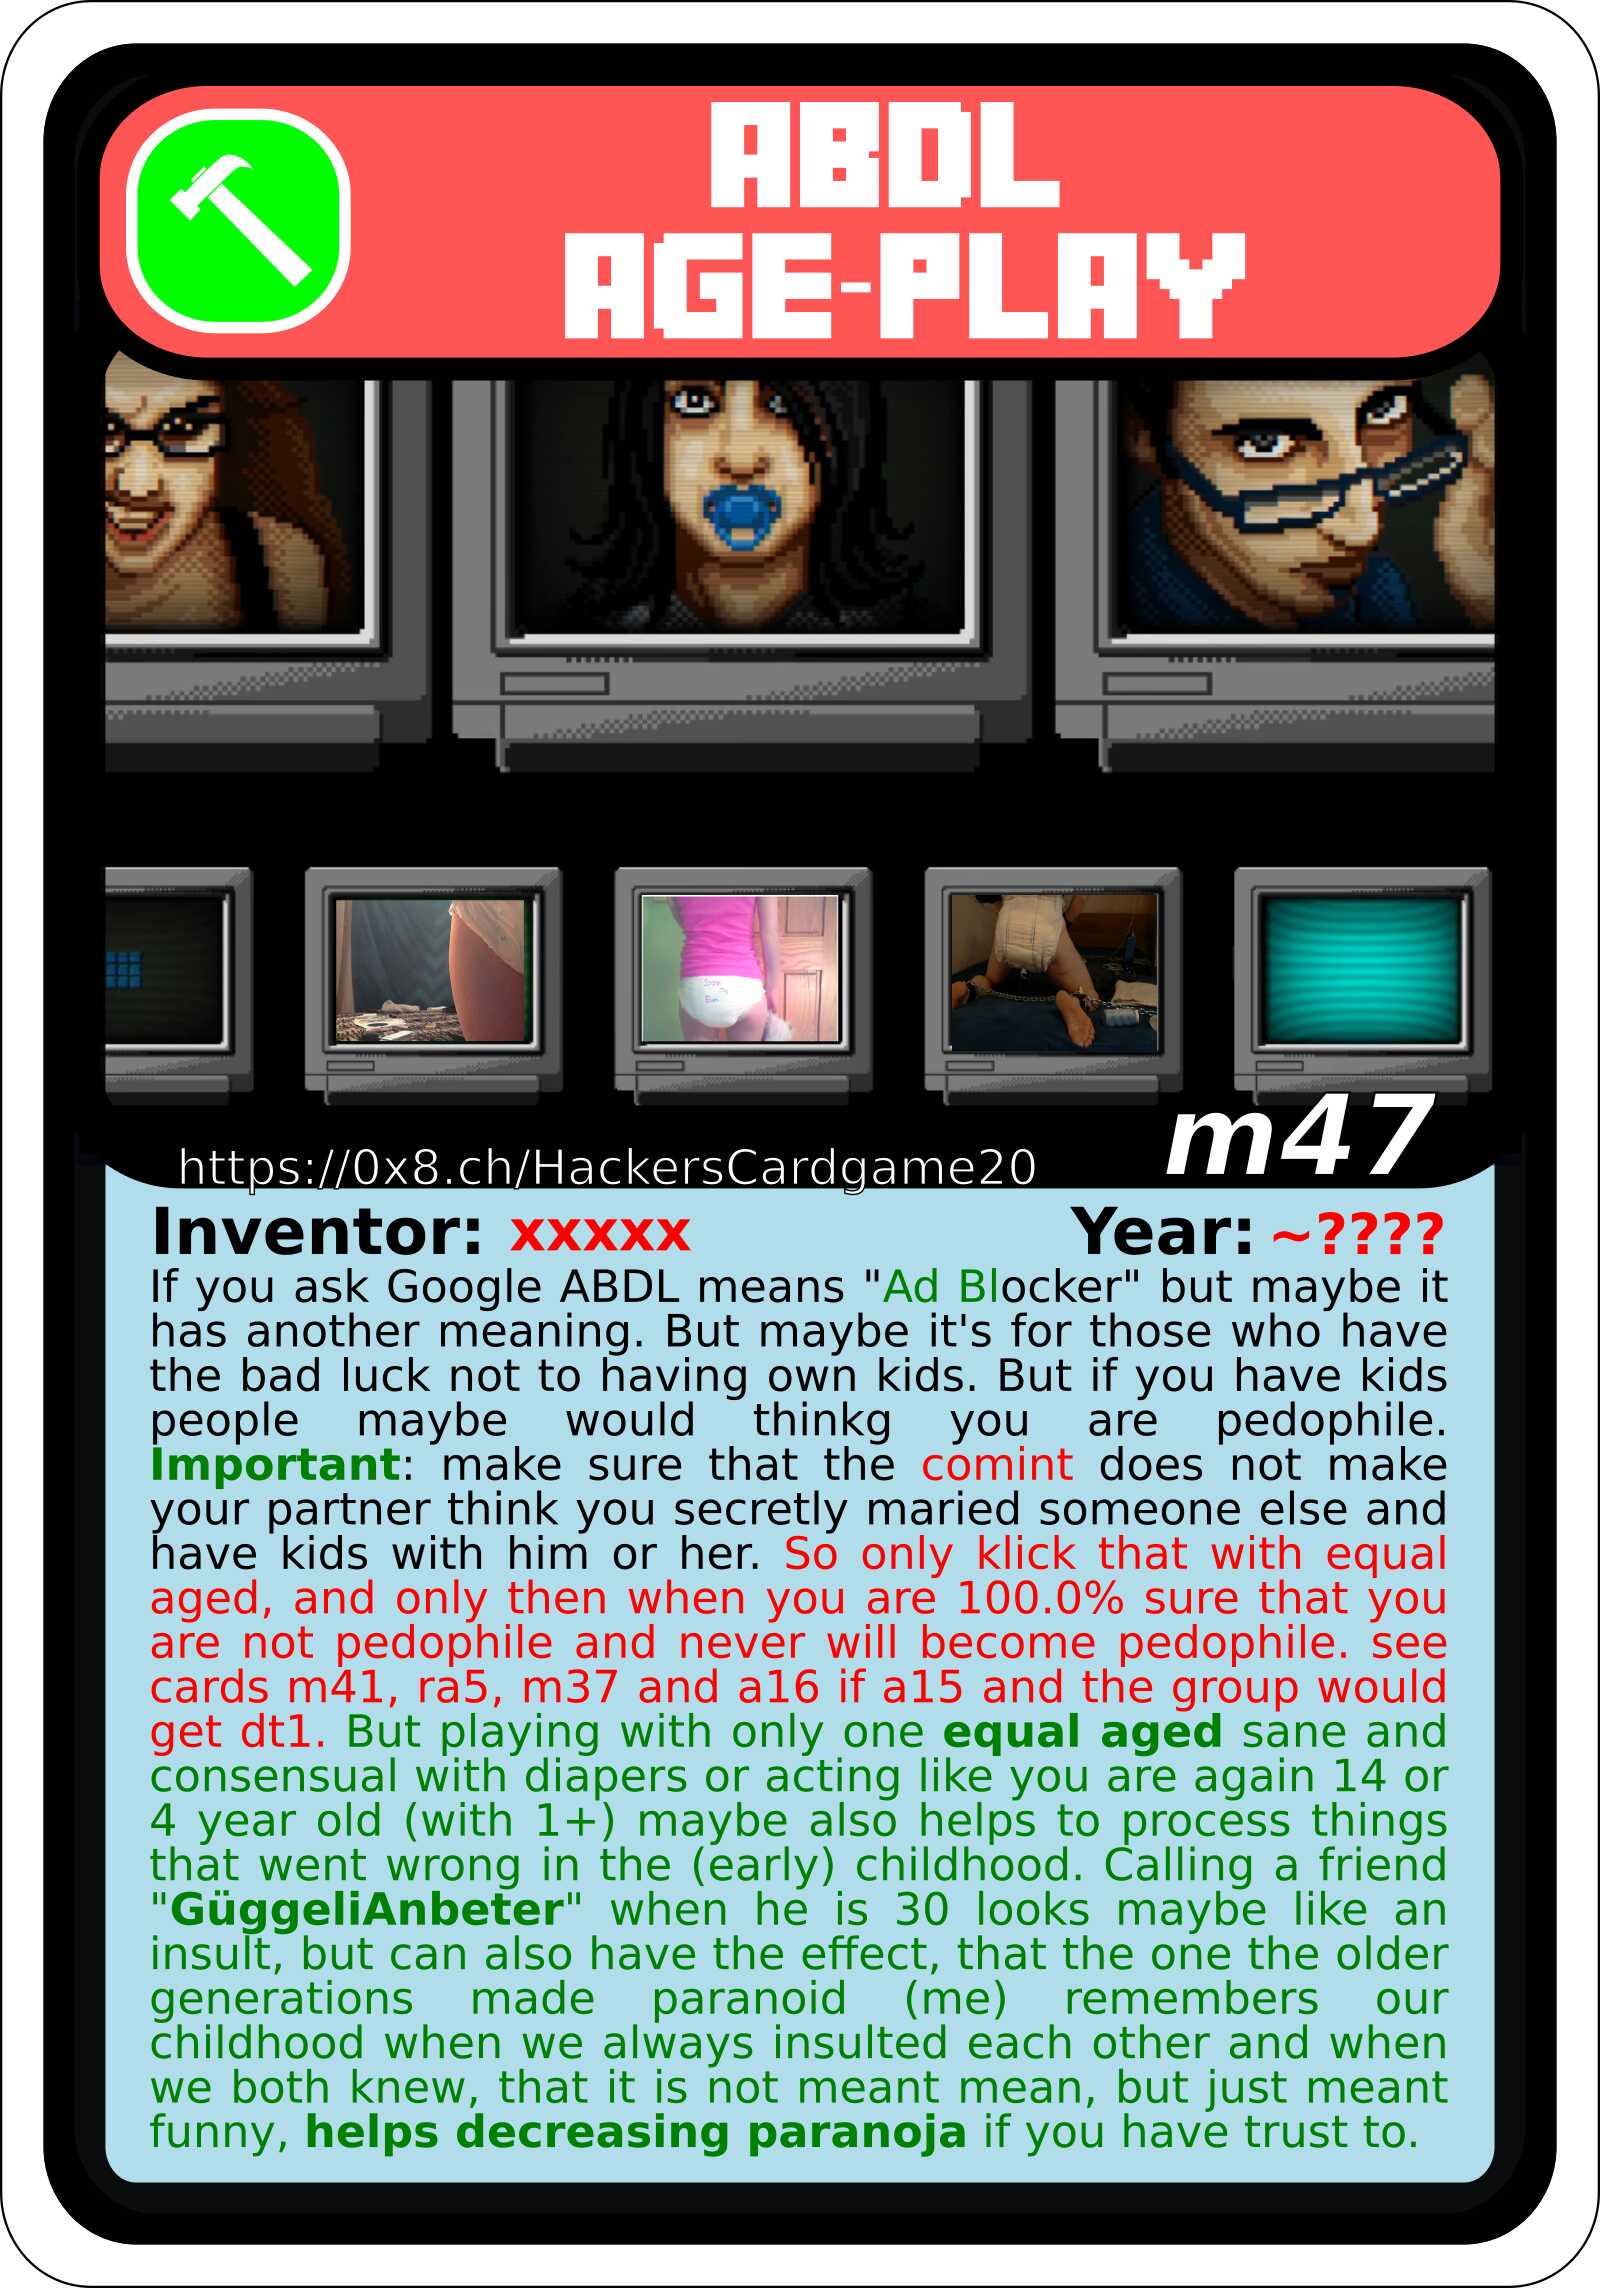 ABDL
AGE-PLAY
https://0x8.ch/HackersCardgame20
m47
Inventor: xxxxx Year: ~????
If you ask Google ABDL means "Ad Blocker" but maybe it
has another meaning. But maybe it's for those who have
the bad luck not to having own kids. But if you have kids
people maybe would thinkg you are pedophile.
Important: make sure that the comint does not make
your partner think you secretly maried someone else and
have kids with him or her. So only klick that with equal
aged, and only then when you are 100.0% sure that you
are not pedophile and never will become pedophile. see
cards m41, ra5, m37 and a16 if a15 and the group would
get dt1. But playing with only one equal aged sane and
consensual with diapers or acting like you are again 14 or
4 year old (with 1+) maybe also helps to process things
that went wrong in the (early) childhood. Calling a friend
"GüggeliAnbeter" when he is 30 looks maybe like an
insult, but can also have the effect, that the one the older
generations made paranoid (me) remembers our
childhood when we always insulted each other and when
we both knew, that it is not meant mean, but just meant
funny, helps decreasing paranoja if you have trust to.